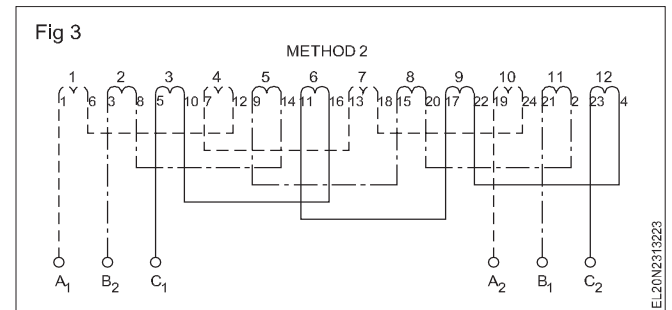 Fig 3
METHOD 2
1 2 3 4 5 6 7 8 9 10 11 12
1 6 3 8 5 10 7 12 9 14 11 16 13 18 15 20 17 22 19 24 21 2 23 4
A1 B2 C1 A2 B1 C2
EL20N2313223